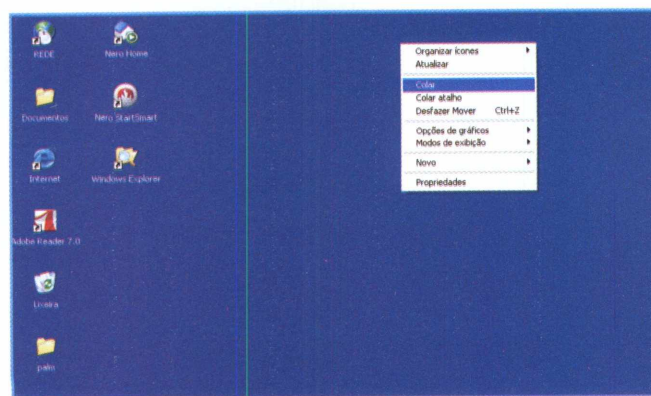 REDE
Nero Home
Documentos
Nero StartSmart
Internet
Windows Explorer
Adobe Reader 7.0
Lixeira
palm
Organizar ícones
Atualizar
Colar
Colar atalho
Desfazer Mover Ctrl+Z
Opções de gráficos
Modos de exibição
Novo
Propriedades